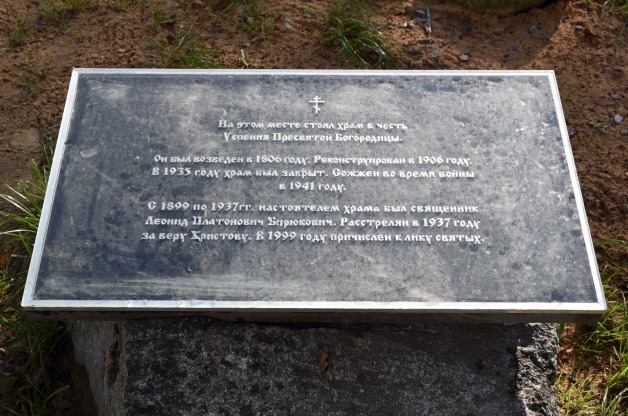 На этом месте стоял храм в честь
Успения Пресвятой Богородицы.
Он был возведен в 1806 году. Реконструирован в 1906 году.
В 1935 году храм был закрыт. Сожжен во время войны
в 1941 году.
С 1899 по 1937гг. настоятелем храма был священник
Леонид Платонович Бирюкович. Расстрелян в 1937 году
за веру Христову. В 1999 году причислен к лику святых.